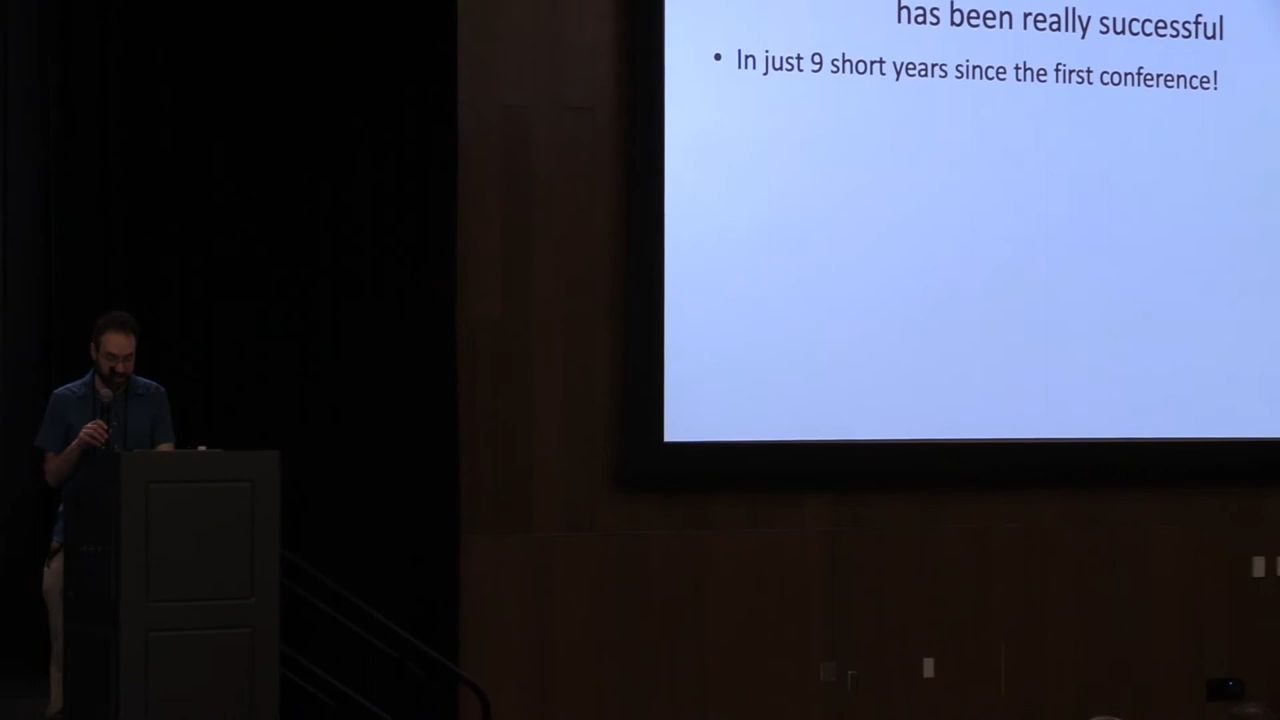 has been really successful
• In just 9 short years since the first conference!